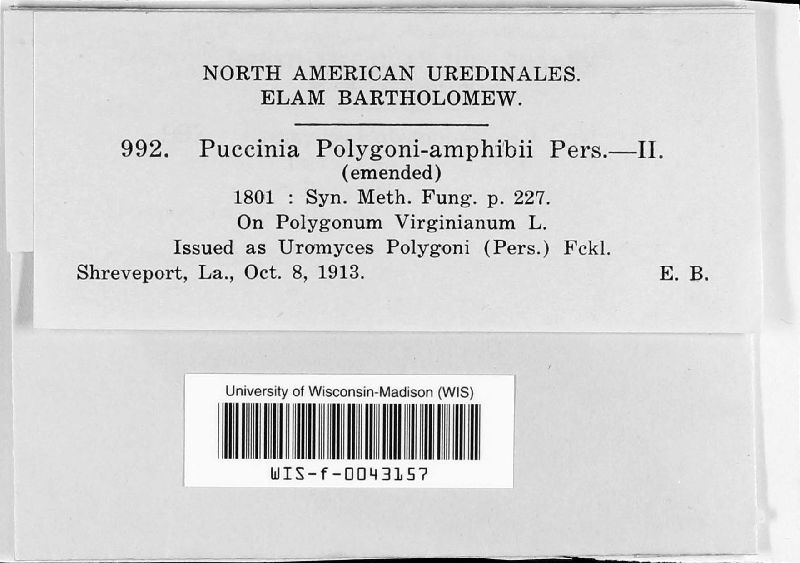 NORTH AMERICAN UREDINALES.
ELAM BARTHOLOMEW.
992. Puccinia Polygoni-amphibii Pers.—II.
(emended)
1801 : Syn. Meth. Fung. p. 227.
On Polygonum Virginianum L.
Issued as Uromyces Polygoni (Pers.) Fckl.
Shreveport, La., Oct. 8, 1913. E. B.
University of Wisconsin-Madison (WIS)
WIS-f-0043157